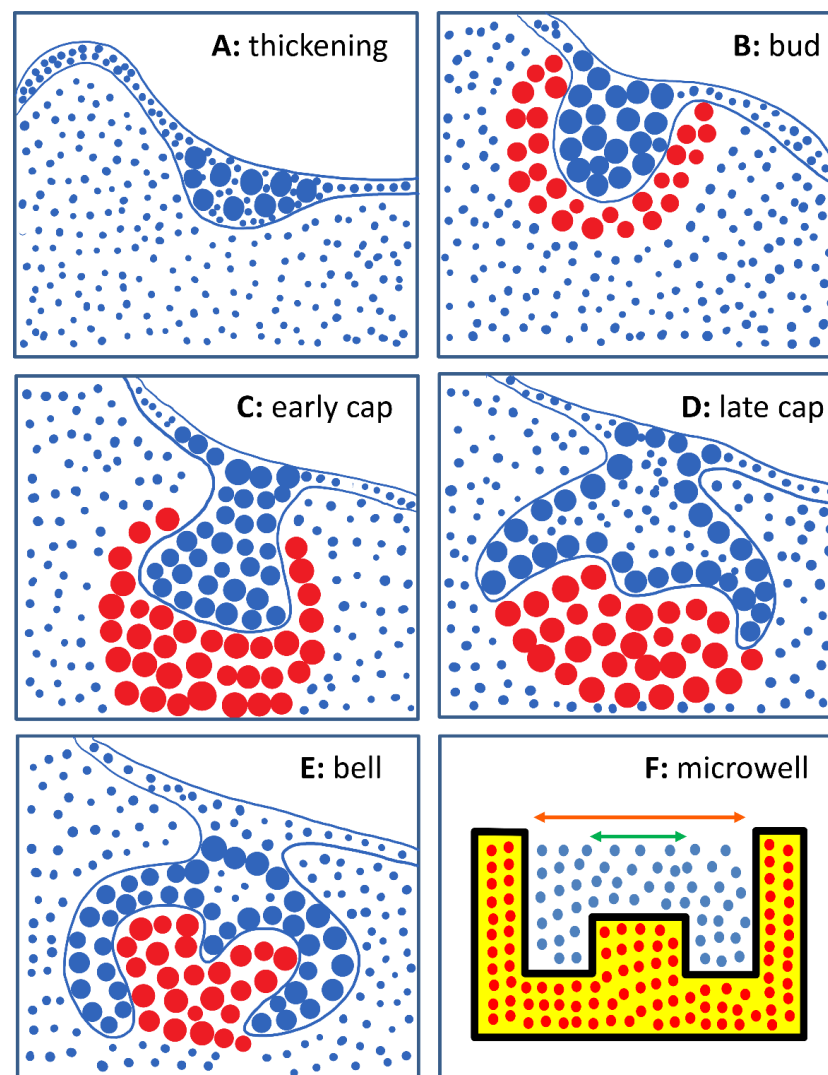 A: thickening
B: bud
C: early cap
D: late cap
E: bell
F: microwell